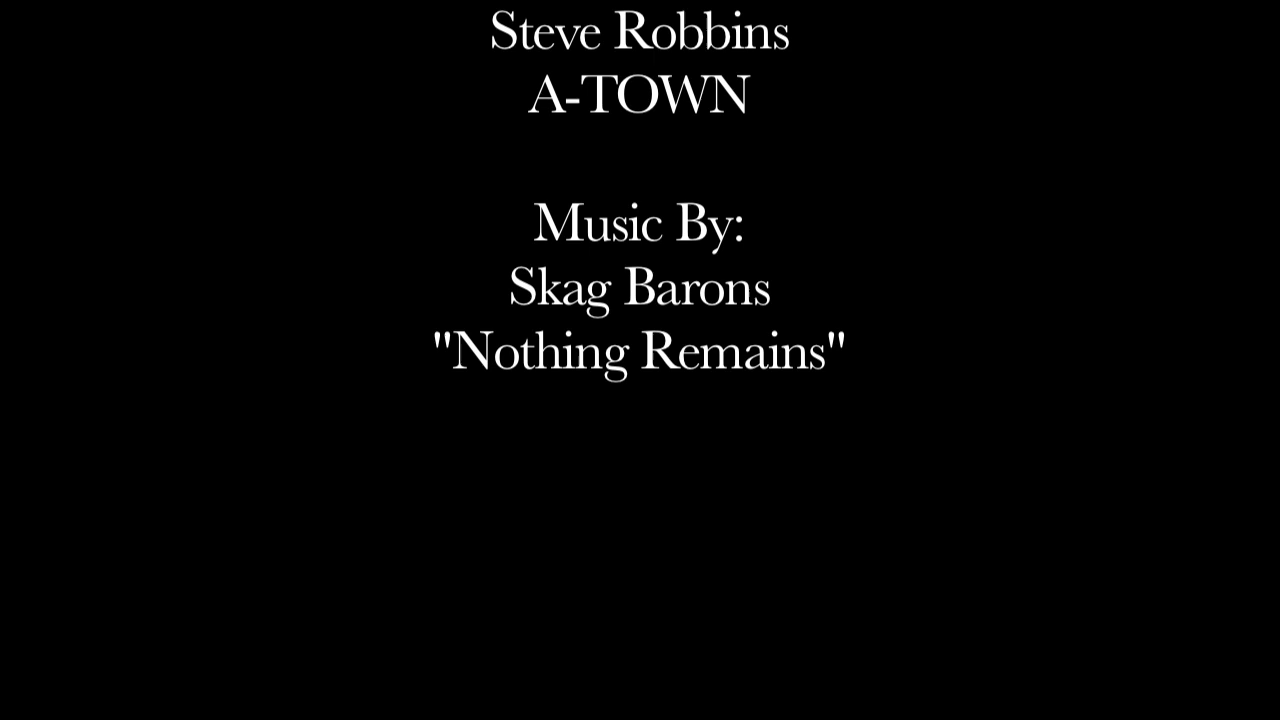 Steve Robbins
A-TOWN
Music By:
Skag Barons
"Nothing Remains"